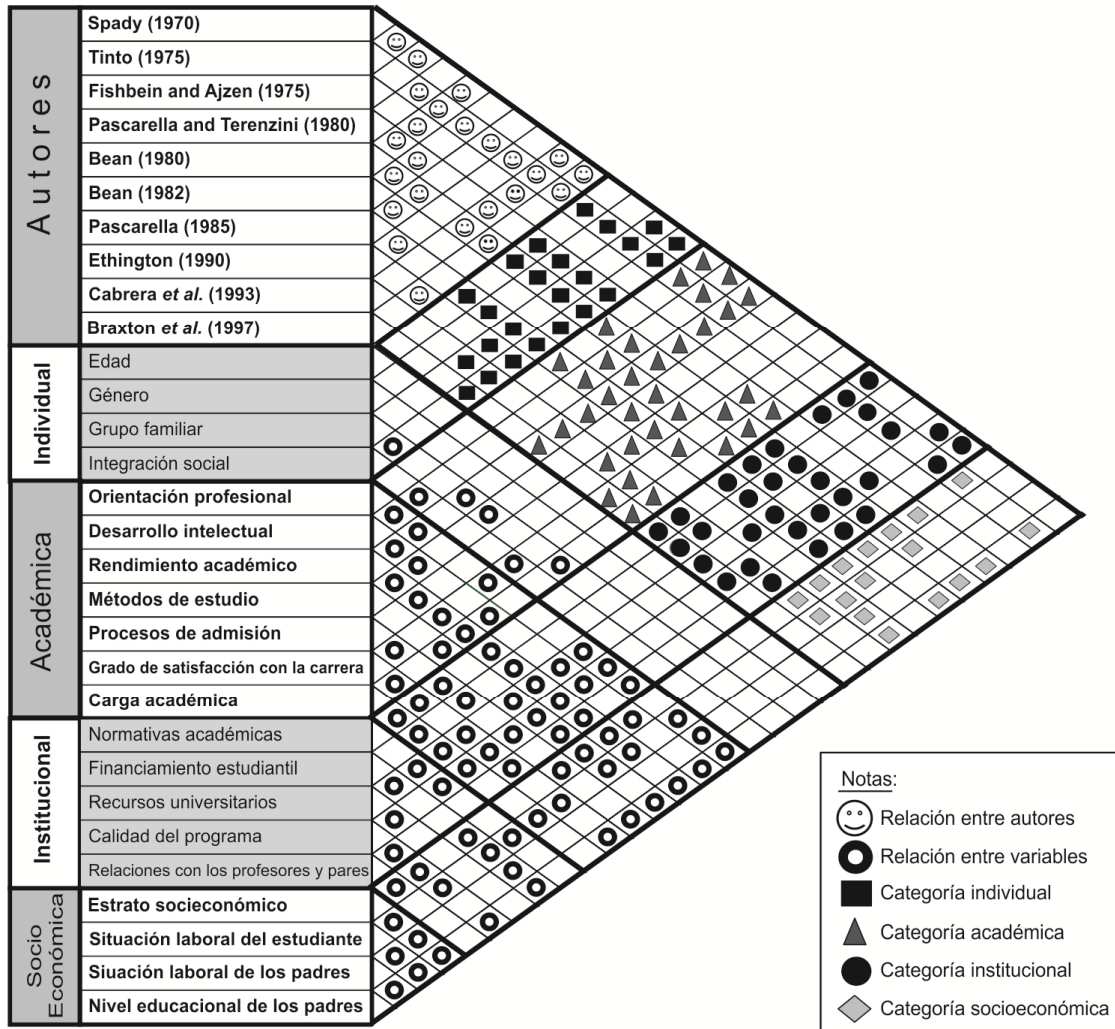 Autores
Spady (1970)
Tinto (1975)
Fishbein and Ajzen (1975)
Pascarella and Terenzini (1980)
Bean (1980)
Bean (1982)
Pascarella (1985)
Ethington (1990)
Cabrera et al. (1993)
Braxton et al. (1997)
Individual
Edad
Género
Grupo familiar
Integración social
Académica
Orientación profesional
Desarrollo intelectual
Rendimiento académico
Métodos de estudio
Procesos de admisión
Grado de satisfacción con la carrera
Carga académica
Institucional
Normativas académicas
Financiamiento estudiantil
Recursos universitarios
Calidad del programa
Relaciones con los profesores y pares
Socio
Económica
Estrato socioeconómico
Situación laboral del estudiante
Siuación laboral de los padres
Nivel educacional de los padres
Notas:
Relación entre autores
Relación entre variables
Categoría individual
Categoría académica
Categoría institucional
Categoría socioeconómica